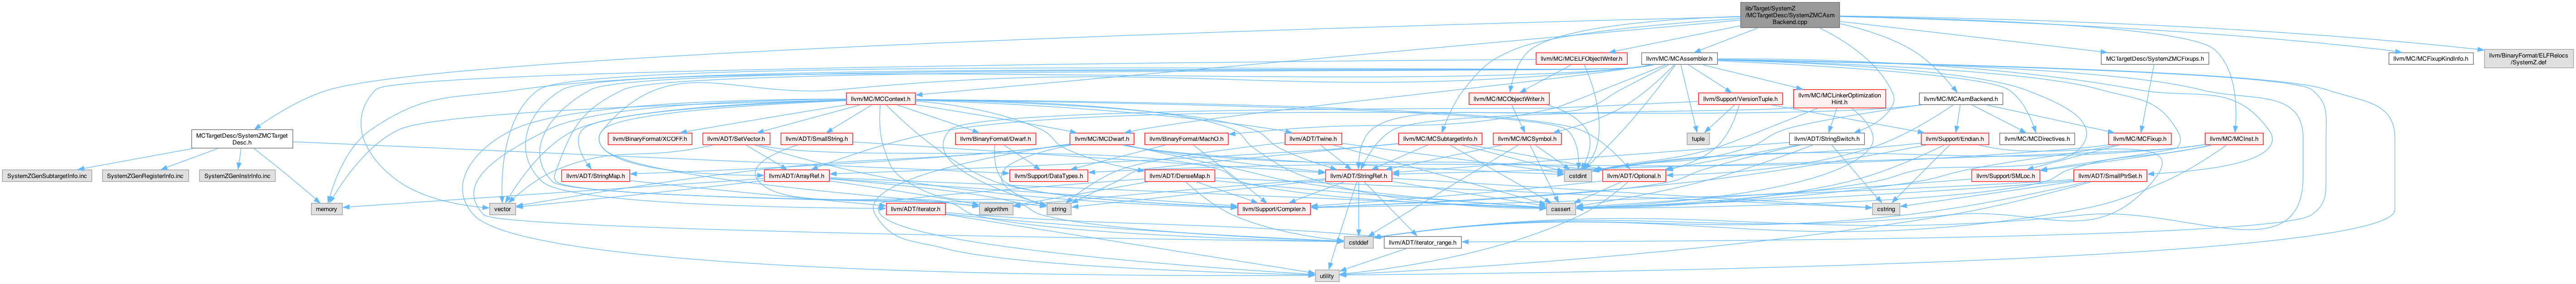 lib/Target/SystemZ
/MCTargetDesc/SystemZMCAsm
Backend.cpp
llvm/MC/MCELFObjectWriter.h
llvm/MC/MCAssembler.h
MCTargetDesc/SystemZMCFixups.h
llvm/MC/MCFixupKindInfo.h
llvm/BinaryFormat/ELFRelocs
/SystemZ.def
llvm/MC/MCContext.h
llvm/MC/MCObjectWriter.h
llvm/Support/VersionTuple.h
llvm/MC/MCLinkerOptimization
Hint.h
llvm/MC/MCAsmBackend.h
MCTargetDesc/SystemZMCTarget
Desc.h
llvm/BinaryFormat/XCOFF.h
llvm/ADT/SetVector.h
llvm/ADT/SmallString.h
llvm/BinaryFormat/Dwarf.h
llvm/MC/MCDwarf.h
llvm/BinaryFormat/MachO.h
llvm/ADT/Twine.h
llvm/MC/MCSubtargetInfo.h
llvm/MC/MCSymbol.h
tuple
llvm/ADT/StringSwitch.h
llvm/Support/Endian.h
llvm/MC/MCDirectives.h
llvm/MC/MCFixup.h
llvm/MC/MCInst.h
SystemZGenSubtargetInfo.inc
SystemZGenRegisterInfo.inc
SystemZGenInstrInfo.inc
llvm/ADT/StringMap.h
llvm/ADT/ArrayRef.h
llvm/Support/DataTypes.h
llvm/ADT/DenseMap.h
llvm/ADT/StringRef.h
cstdint
llvm/ADT/Optional.h
llvm/Support/SMLoc.h
llvm/ADT/SmallPtrSet.h
memory
vector
llvm/ADT/iterator.h
algorithm
string
llvm/Support/Compiler.h
cassert
cstring
cstddef
llvm/ADT/iterator_range.h
utility